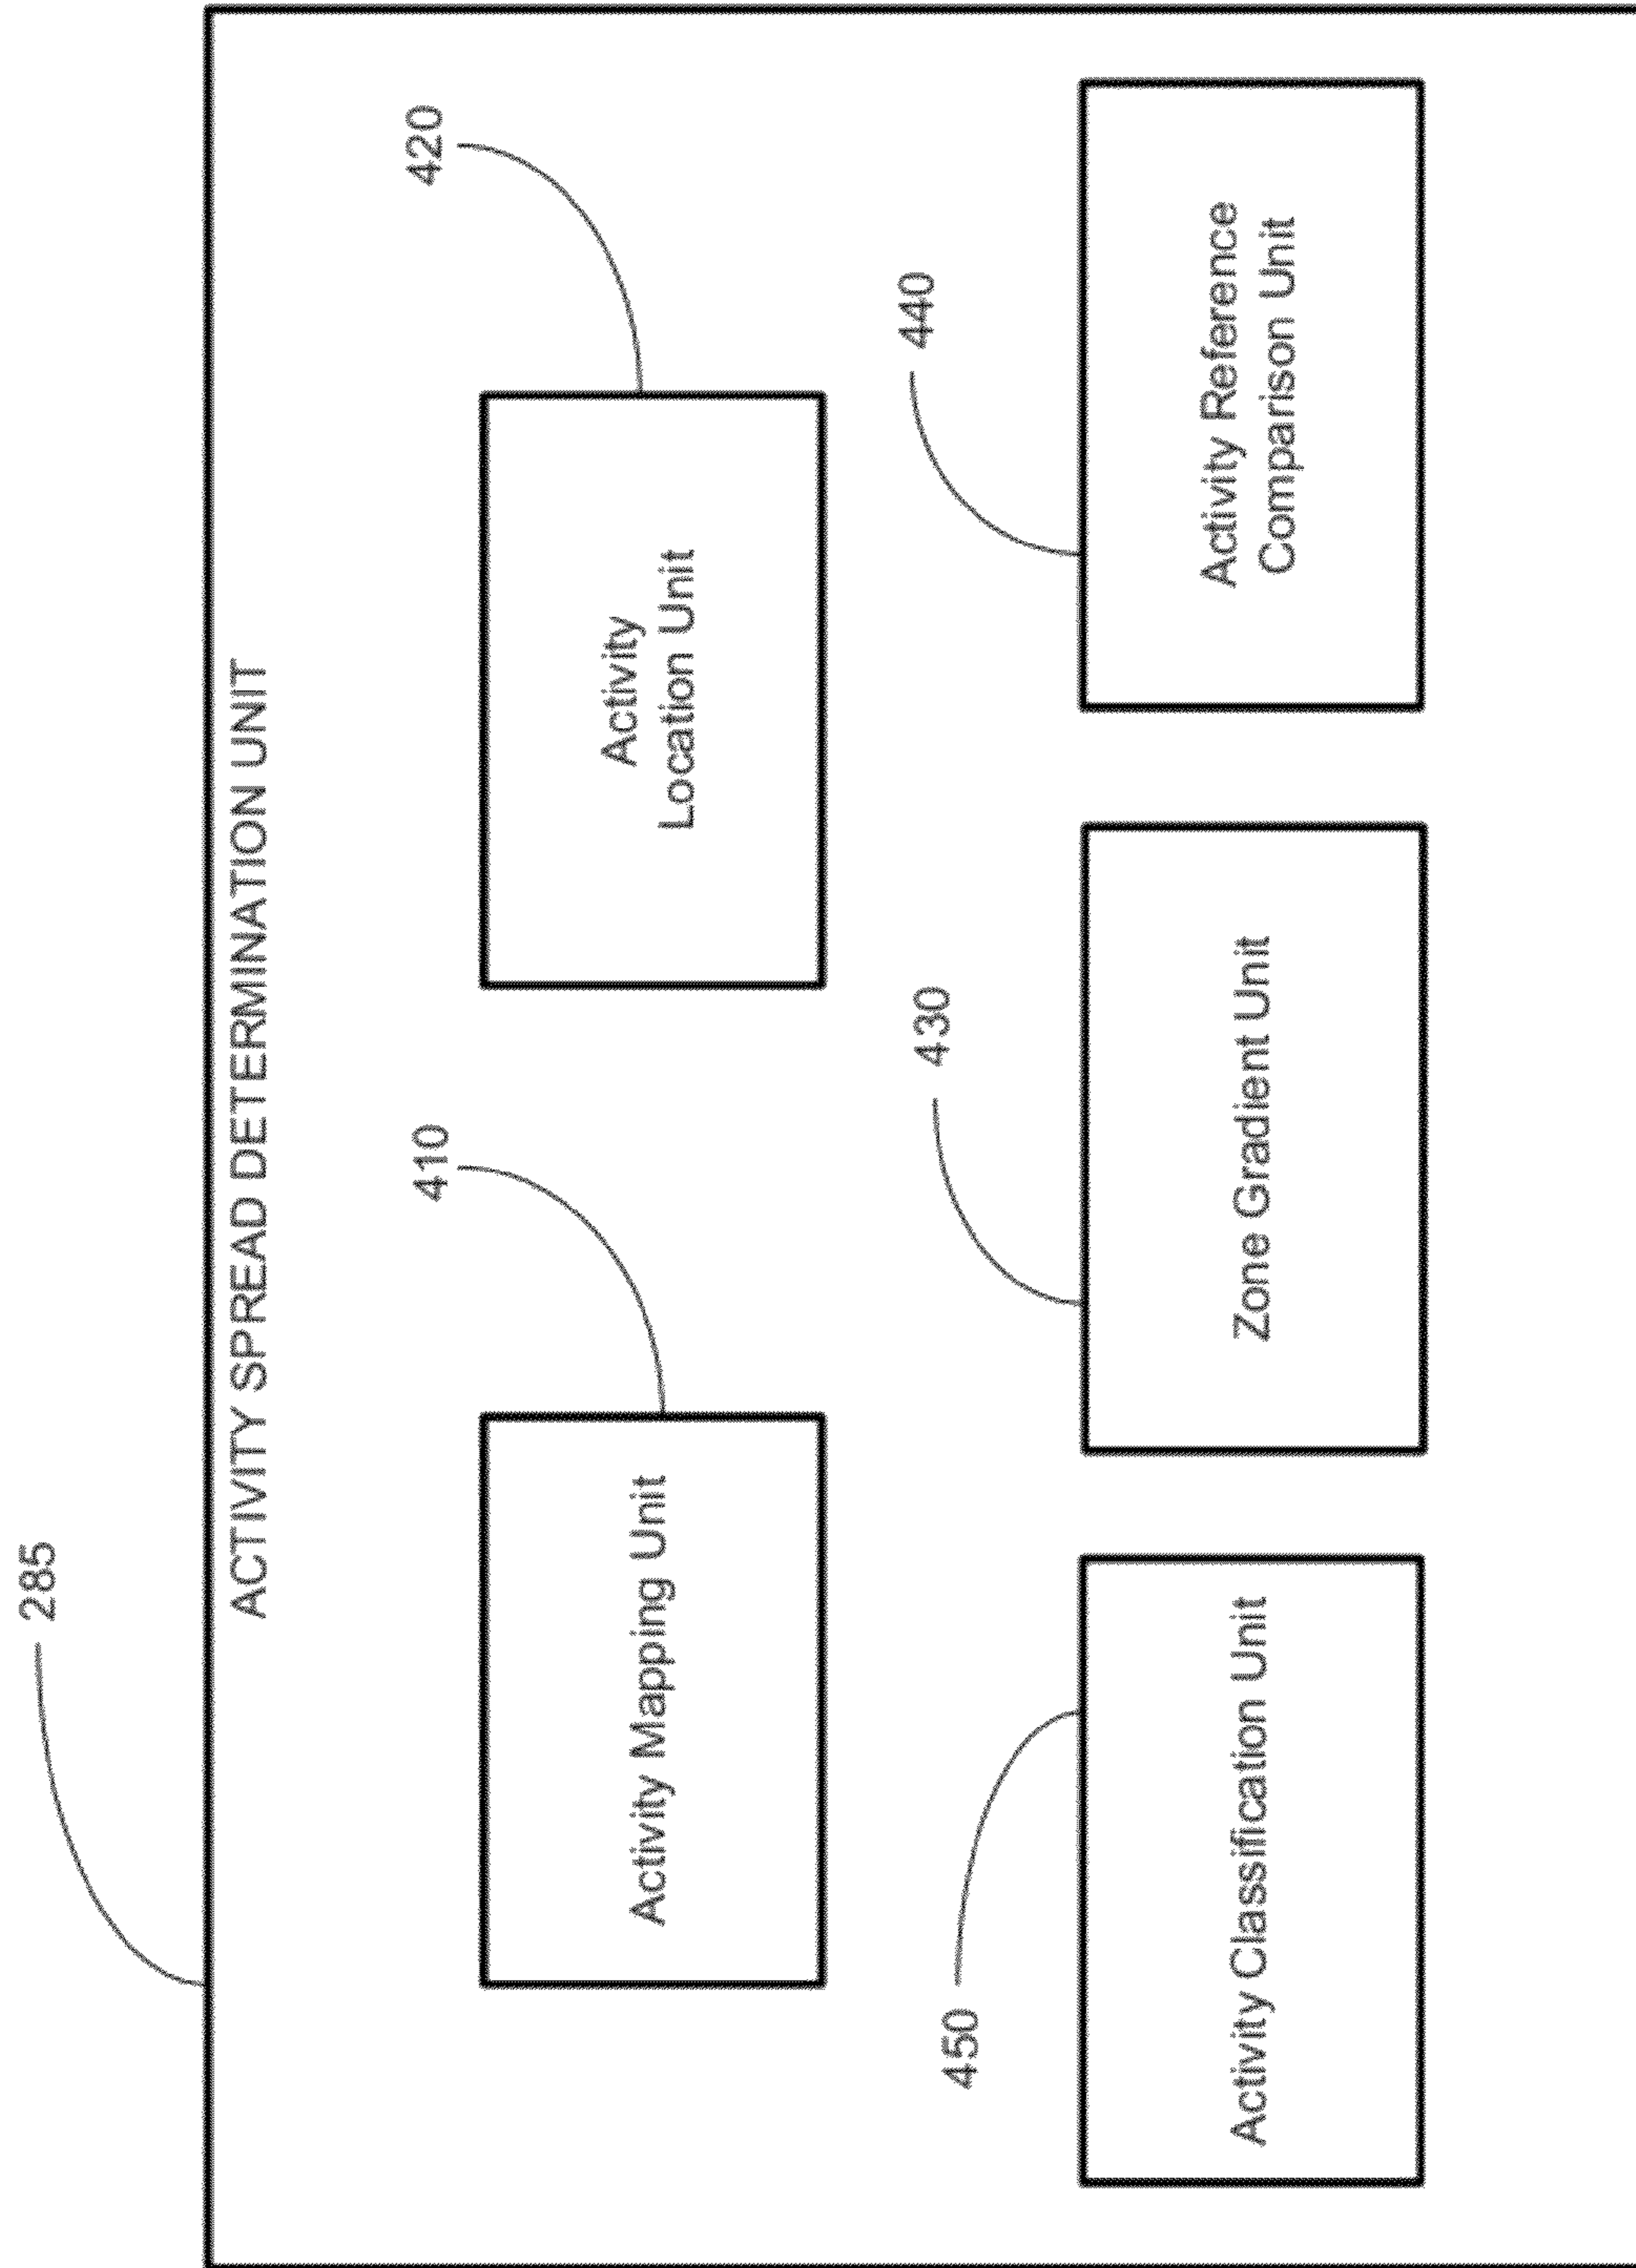 285
ACTIVITY SPREAD DETERMINATION UNIT
410
Activity Mapping Unit
420
Activity
Location Unit
450
Activity Classification Unit
430
Zone Gradient Unit
440
Activity Reference
Comparison Unit